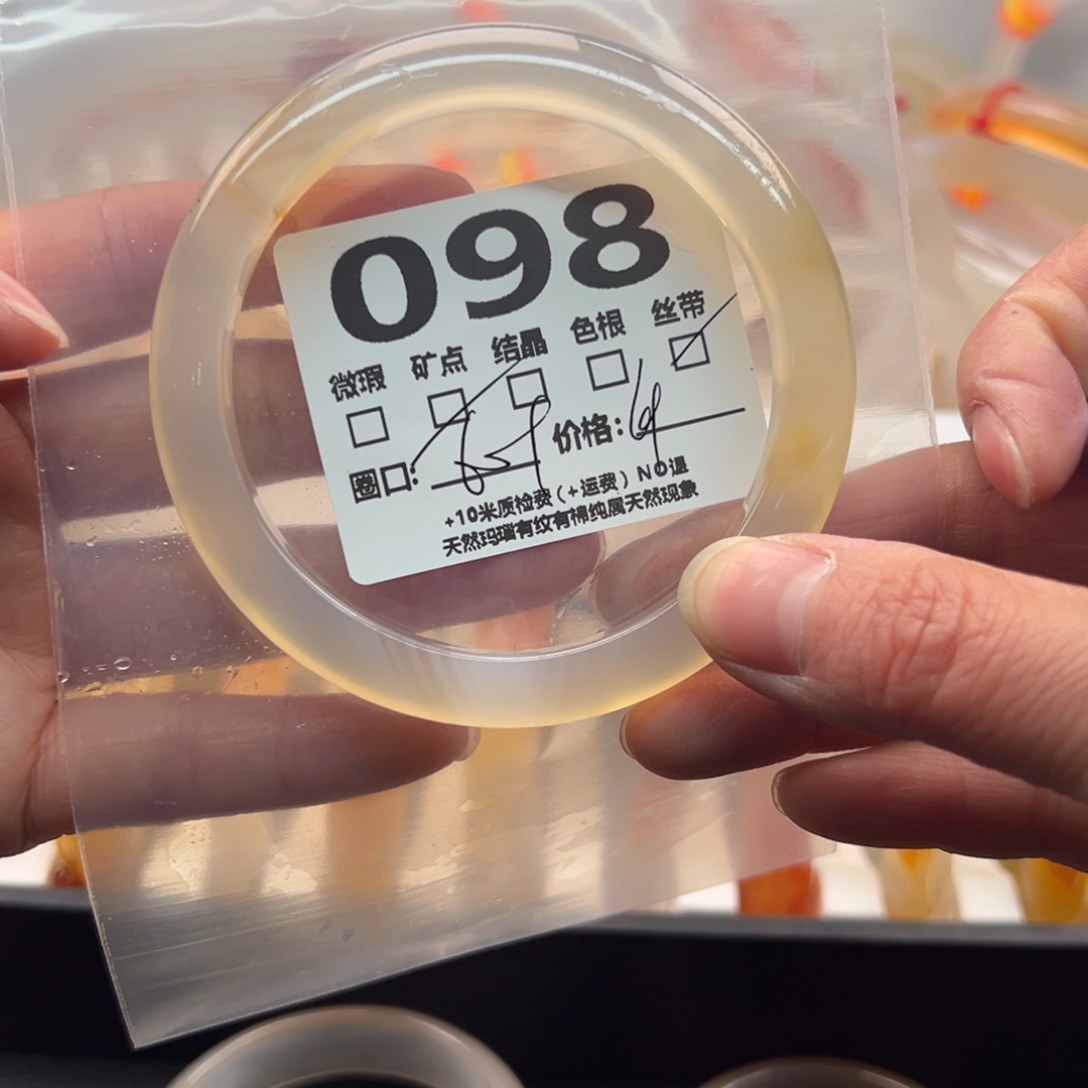 098
微瑕 矿点 结晶 色根 丝带
圈口: 价格:
+10米质检费(+运费)NO退
天然玛瑙有纹有棉纯属天然现象